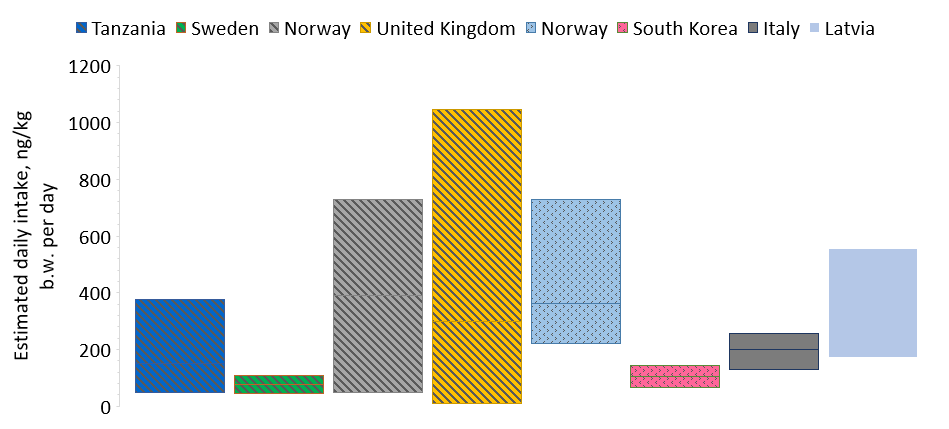 Tanzania Sweden Norway United Kingdom Norway South Korea Italy Latvia
Estimated daily intake, ng/kg
b.w. per day
1200
1000
800
600
400
200
0